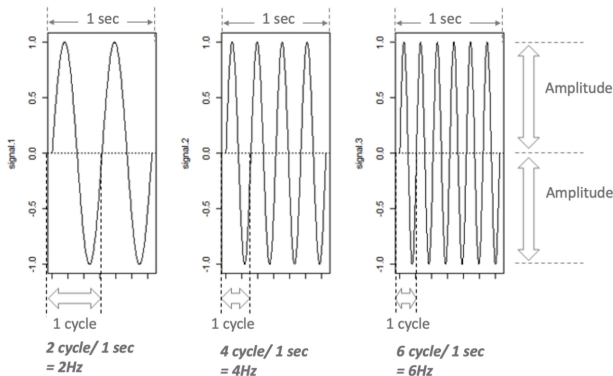 1 sec
1 sec
1 sec
signal.1
1.0
0.5
0.0
-0.5
-1.0
signal.2
1.0
0.5
0.0
-0.5
-1.0
signal.3
1.0
0.5
0.0
-0.5
-1.0
Amplitude
Amplitude
1 cycle
1 cycle
1 cycle
2 cycle/ 1 sec
= 2Hz
4 cycle/ 1 sec
= 4Hz
6 cycle/ 1 sec
= 6Hz